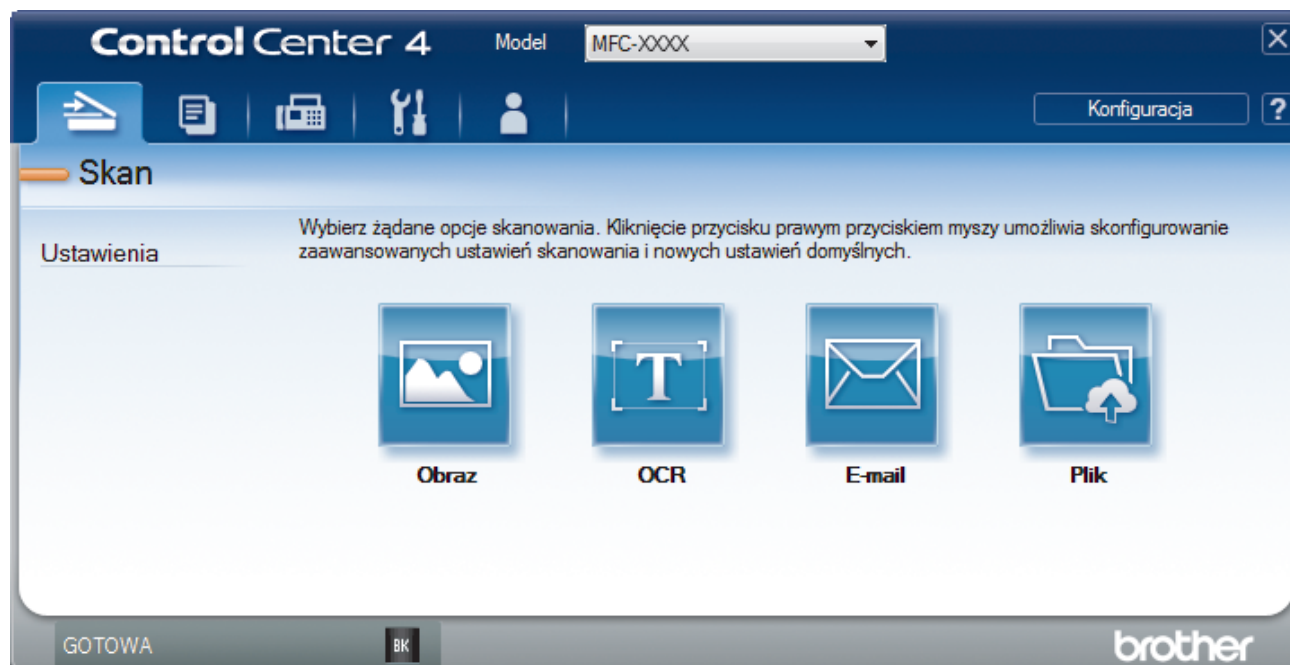 ControlCenter 4
Model
MFC-XXXX
Konfiguracja
?
Skan
Ustawienia
Wybierz żądane opcje skanowania. Kliknięcie przycisku prawym przyciskiem myszy umożliwia skonfigurowanie
zaawansowanych ustawień skanowania i nowych ustawień domyślnych.
T
Obraz
OCR
E-mail
Plik
GOTOWA
BK
brother